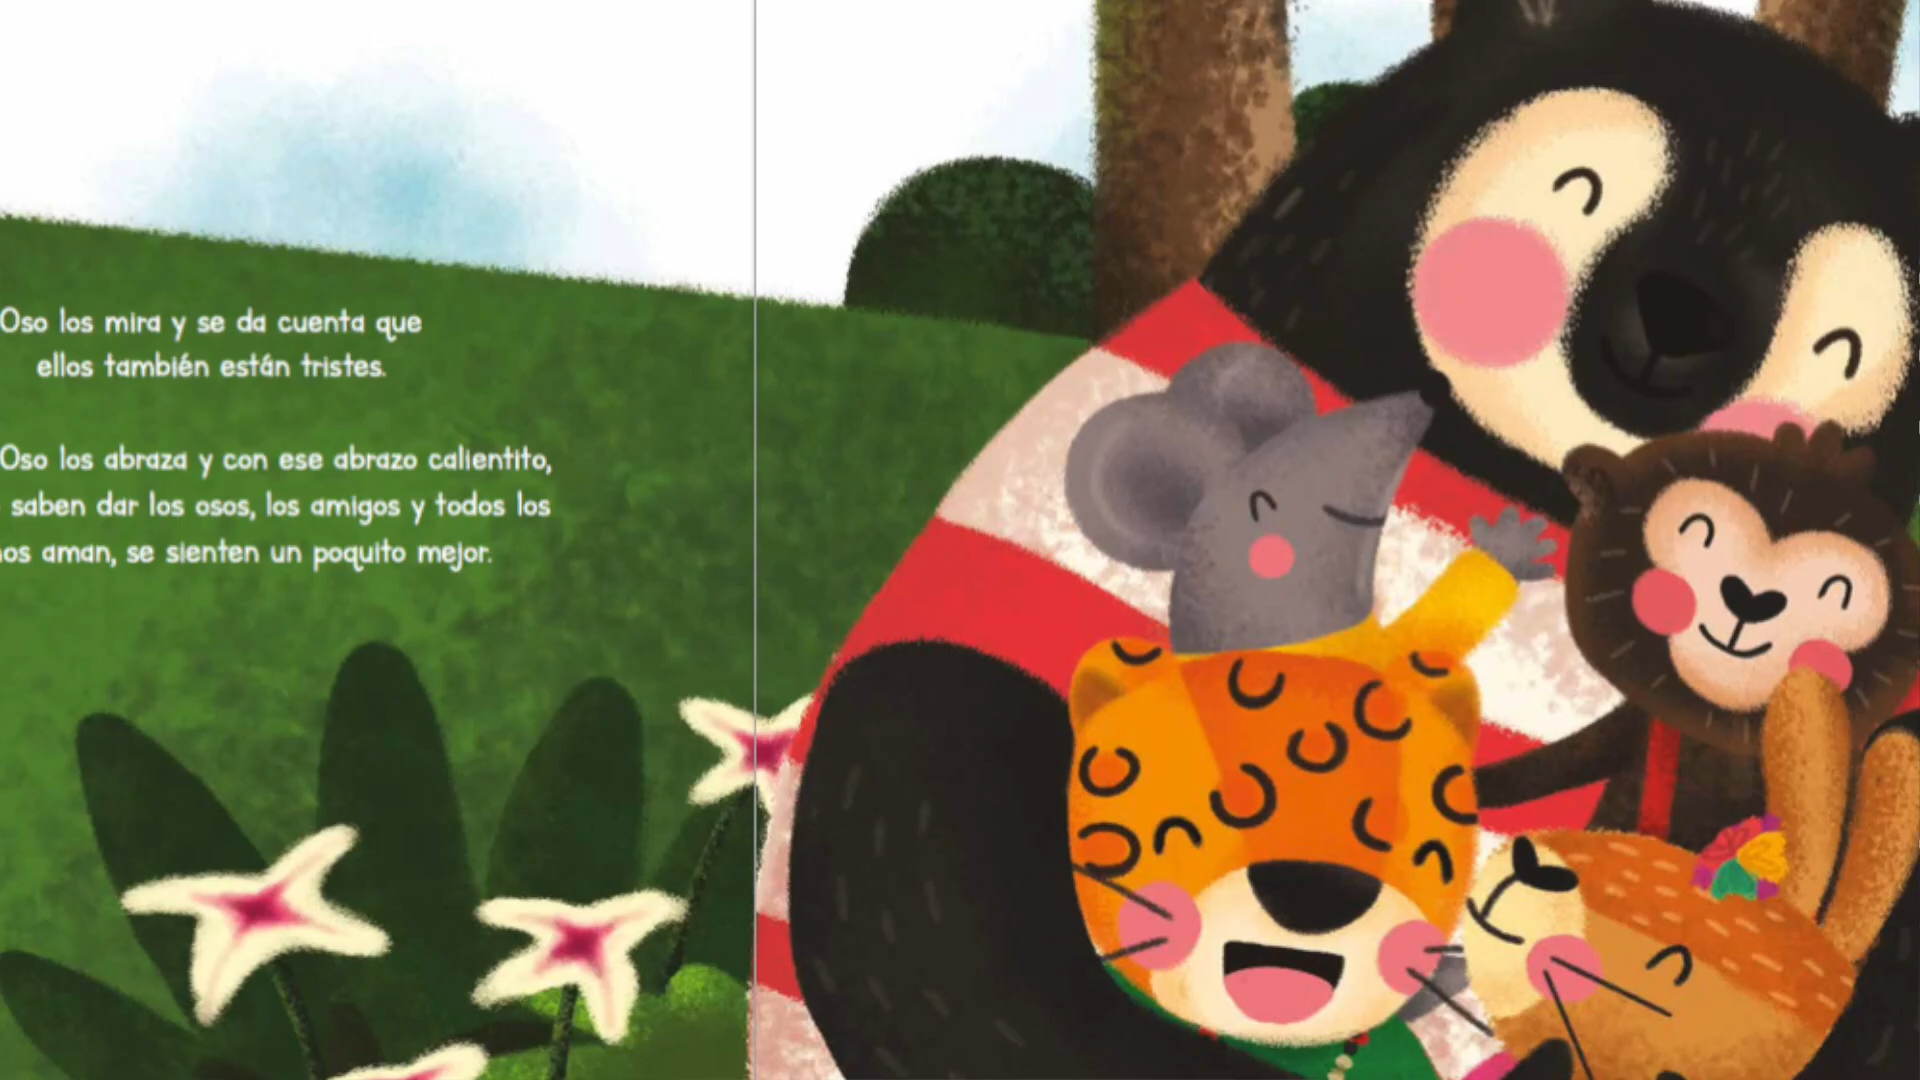 Oso los mira y se da cuenta que
ellos también están tristes.
Oso los abraza y con ese abrazo calientito,
saben dar los osos, los amigos y todos los
aman, se sienten un poquito mejor.